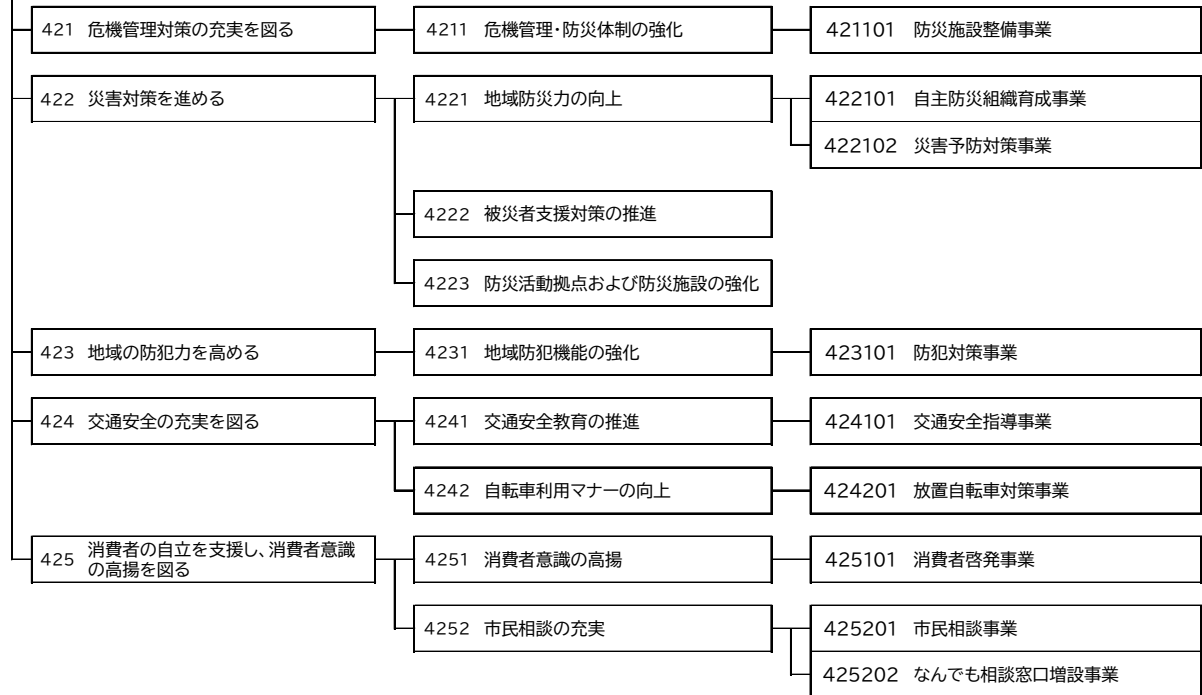 421 危機管理対策の充実を図る 4211 危機管理・防災体制の強化 421101 防災施設整備事業
422 災害対策を進める 4221 地域防災力の向上 422101 自主防災組織育成事業
422102 災害予防対策事業
4222 被災者支援対策の推進
4223 防災活動拠点および防災施設の強化
423 地域の防犯力を高める 4231 地域防犯機能の強化 423101 防犯対策事業
424 交通安全の充実を図る 4241 交通安全教育の推進 424101 交通安全指導事業
4242 自転車利用マナーの向上 424201 放置自転車対策事業
425 消費者の自立を支援し、消費者意識
の高揚を図る
4251 消費者意識の高揚 425101 消費者啓発事業
4252 市民相談の充実 425201 市民相談事業
425202 なんでも相談窓口増設事業